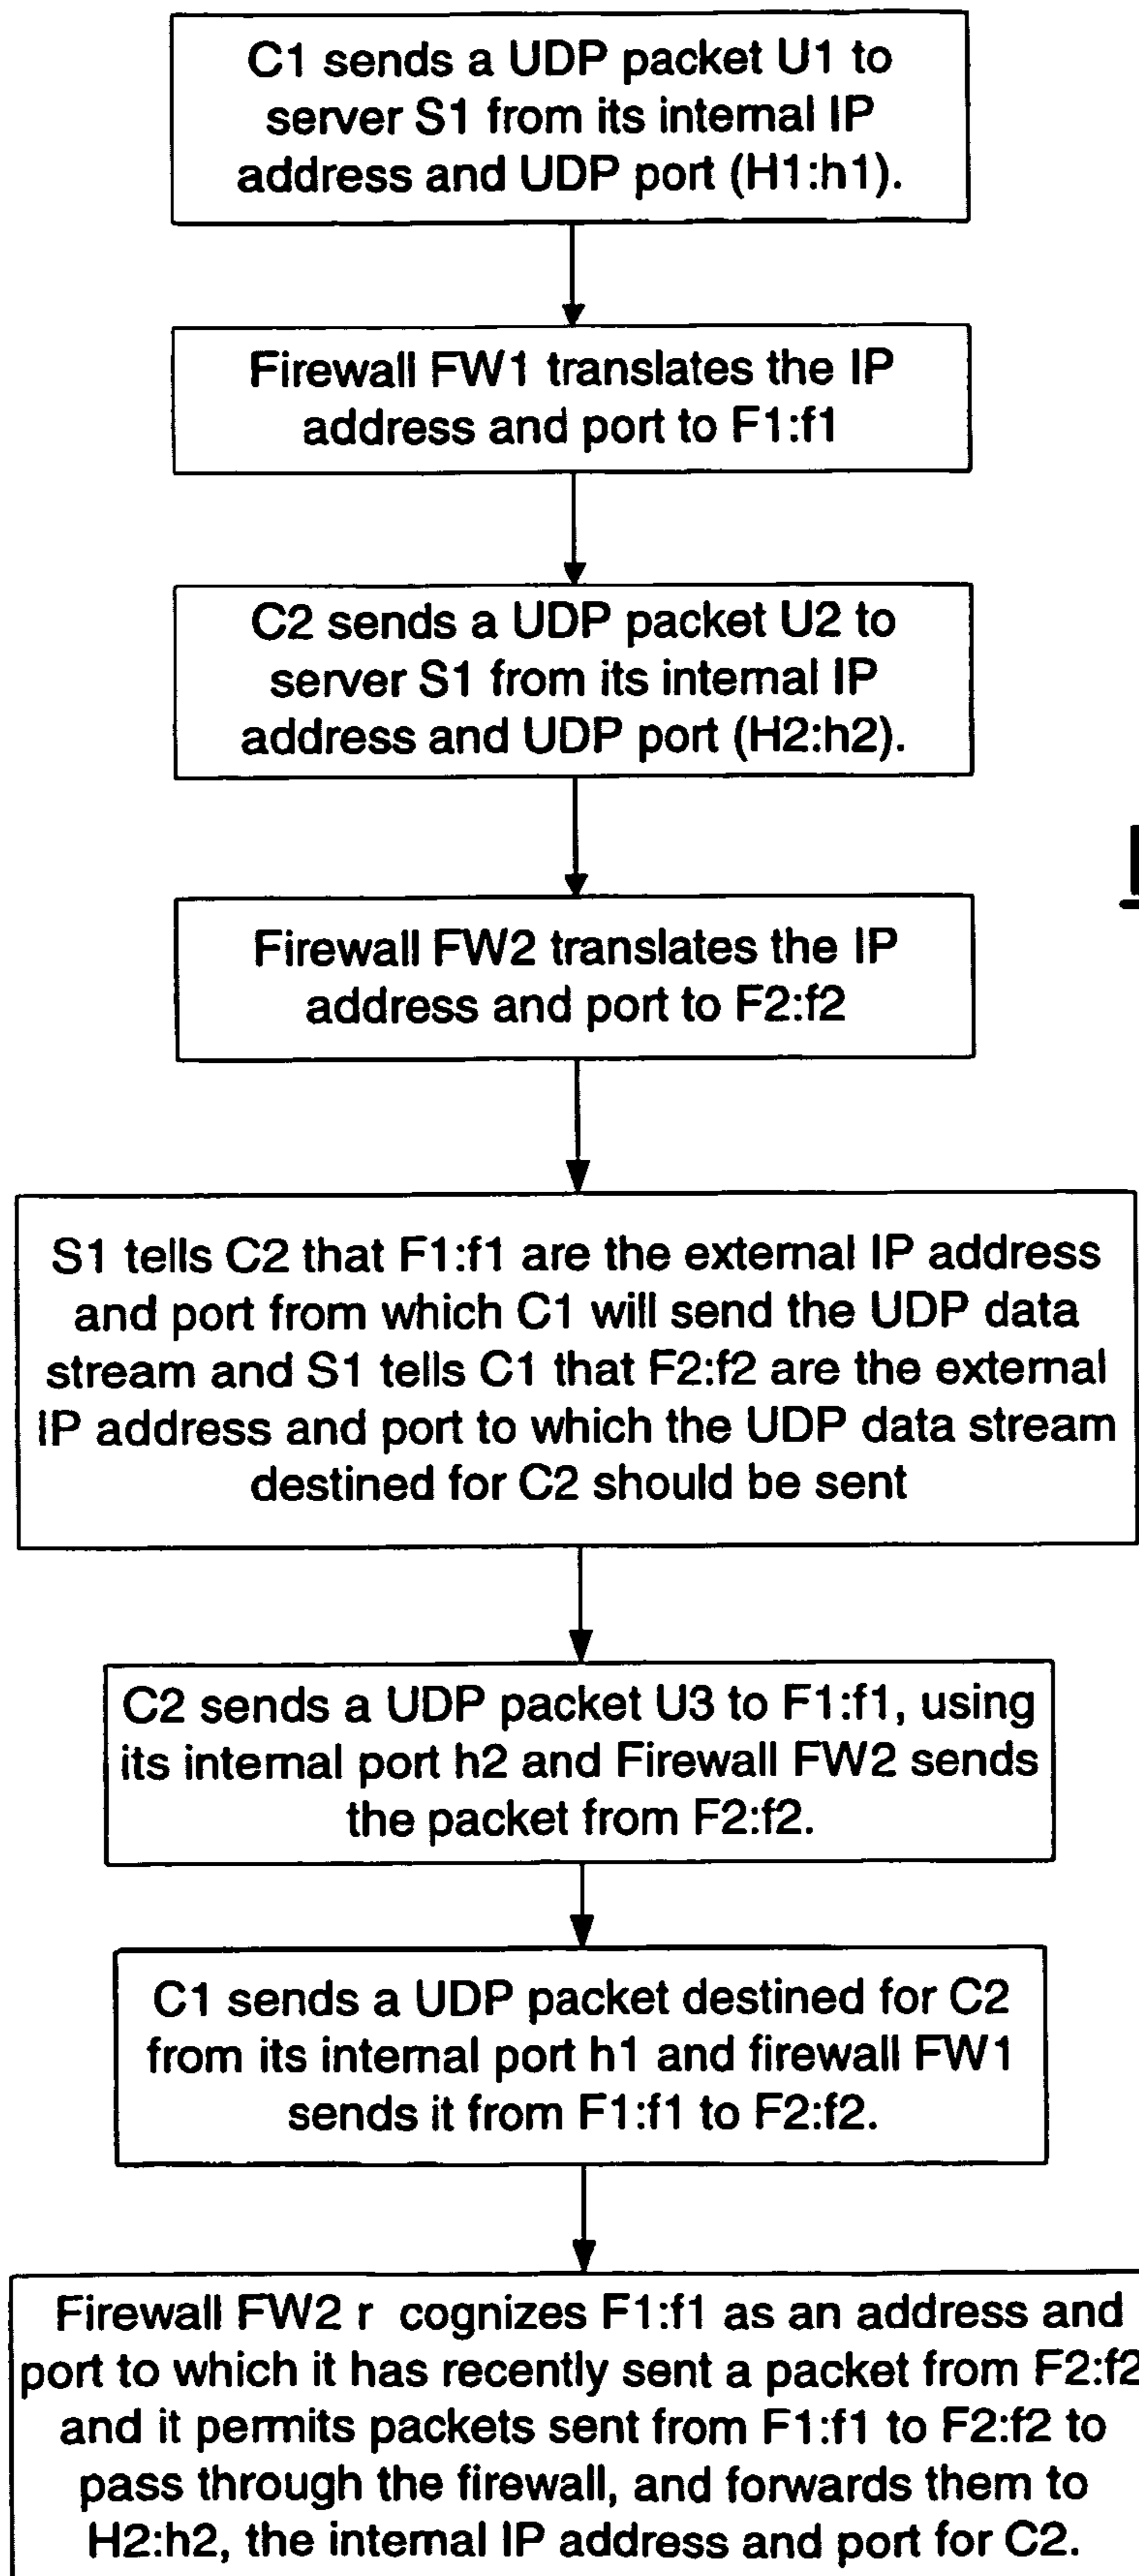 C1 sends a UDP packet U1 to
server S1 from its internal IP
address and UDP port (H1:h1).
Firewall FW1 translates the IP
address and port to F1:f1
C2 sends a UDP packet U2 to
server S1 from its internal IP
address and UDP port (H2:h2).
Firewall FW2 translates the IP
address and port to F2:f2
S1 tells C2 that F1:f1 are the external IP address
and port from which C1 will send the UDP data
stream and S1 tells C1 that F2:f2 are the external
IP address and port to which the UDP data stream
destined for C2 should be sent
C2 sends a UDP packet U3 to F1:f1, using
its internal port h2 and Firewall FW2 sends
the packet from F2:f2.
C1 sends a UDP packet destined for C2
from its internal port h1 and firewall FW1
sends it from F1:f1 to F2:f2.
Firewall FW2 r cognizes F1:f1 as an address and
port to which it has recently sent a packet from F2:f2
and it permits packets sent from F1:f1 to F2:f2 to
pass through the firewall, and forwards them to
H2:h2, the internal IP address and port for C2.